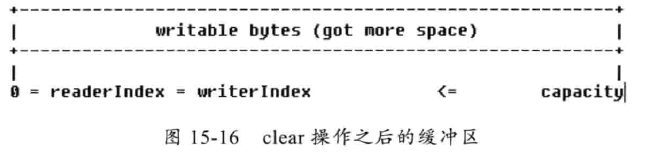 +---------------------------------------------------------+
| writable bytes (got more space) |
+---------------------------------------------------------+
| |
0 = readerIndex = writerIndex <= capacity
图 15-16 clear 操作之后的缓冲区